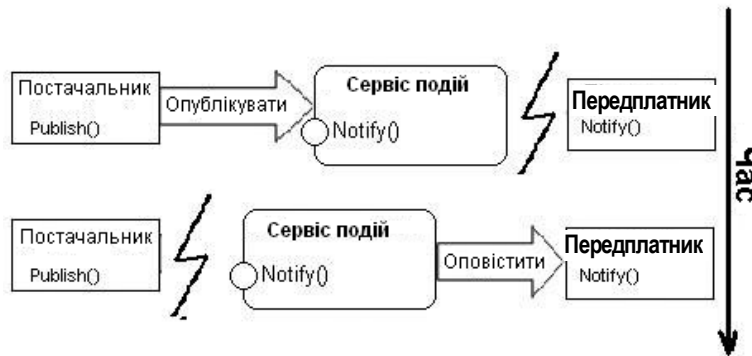 Постачальник
Publish()
Опублікувати
Сервіс подій
Notify()
Передплатник
Notify()
Час
Постачальник
Publish()
Сервіс подій
Notify()
Оповістити
Передплатник
Notify()